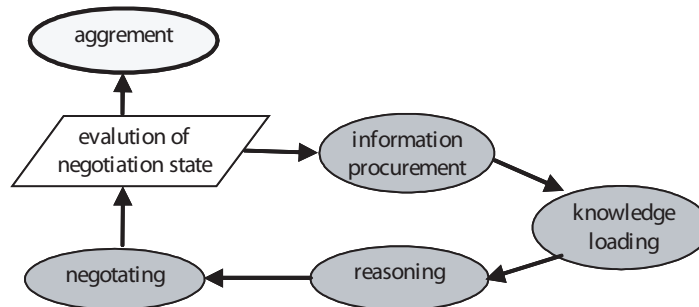 aggrement
evalution of
negotiation state
information
procurement
knowledge
loading
reasoning
negotating